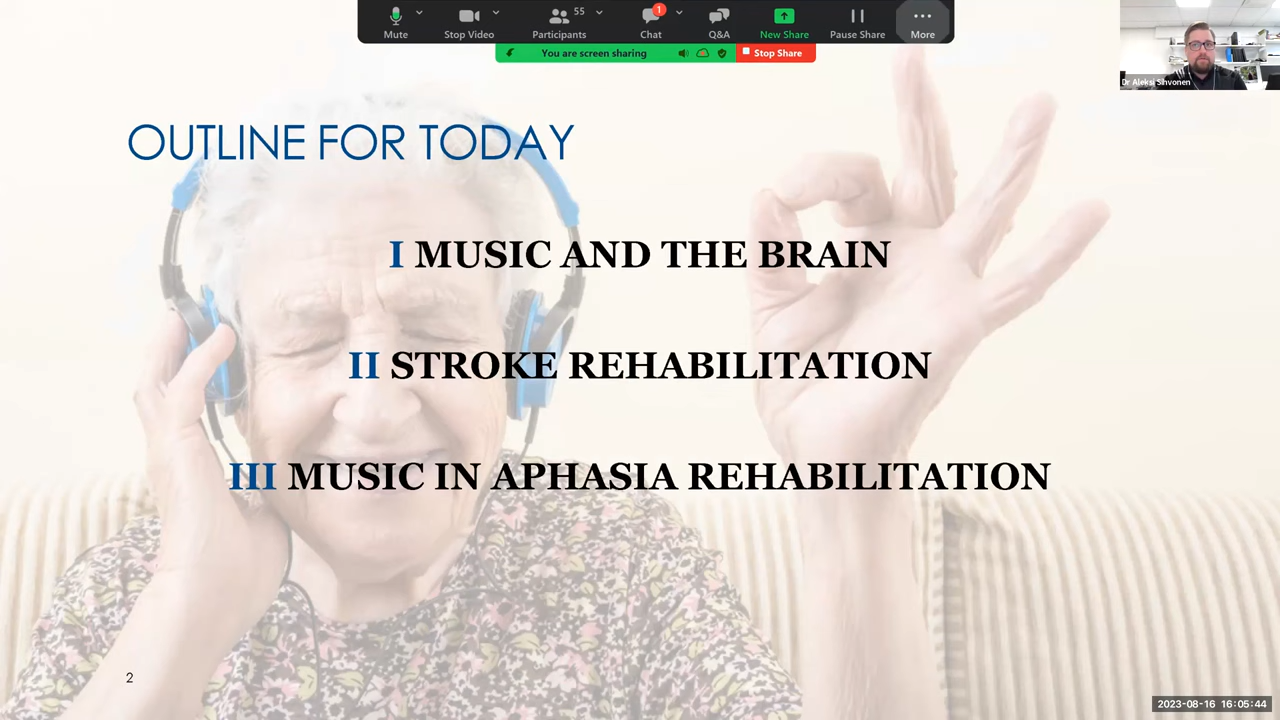 55
1
Mute
Stop Video
Participants
Chat
Q&A
New Share
Pause Share
More
You are screen sharing
Stop Share
Dr Aleksi Sihvonen
OUTLINE FOR TODAY
I MUSIC AND THE BRAIN
II STROKE REHABILITATION
III MUSIC IN APHASIA REHABILITATION
2
2023-08-16 16:05:44